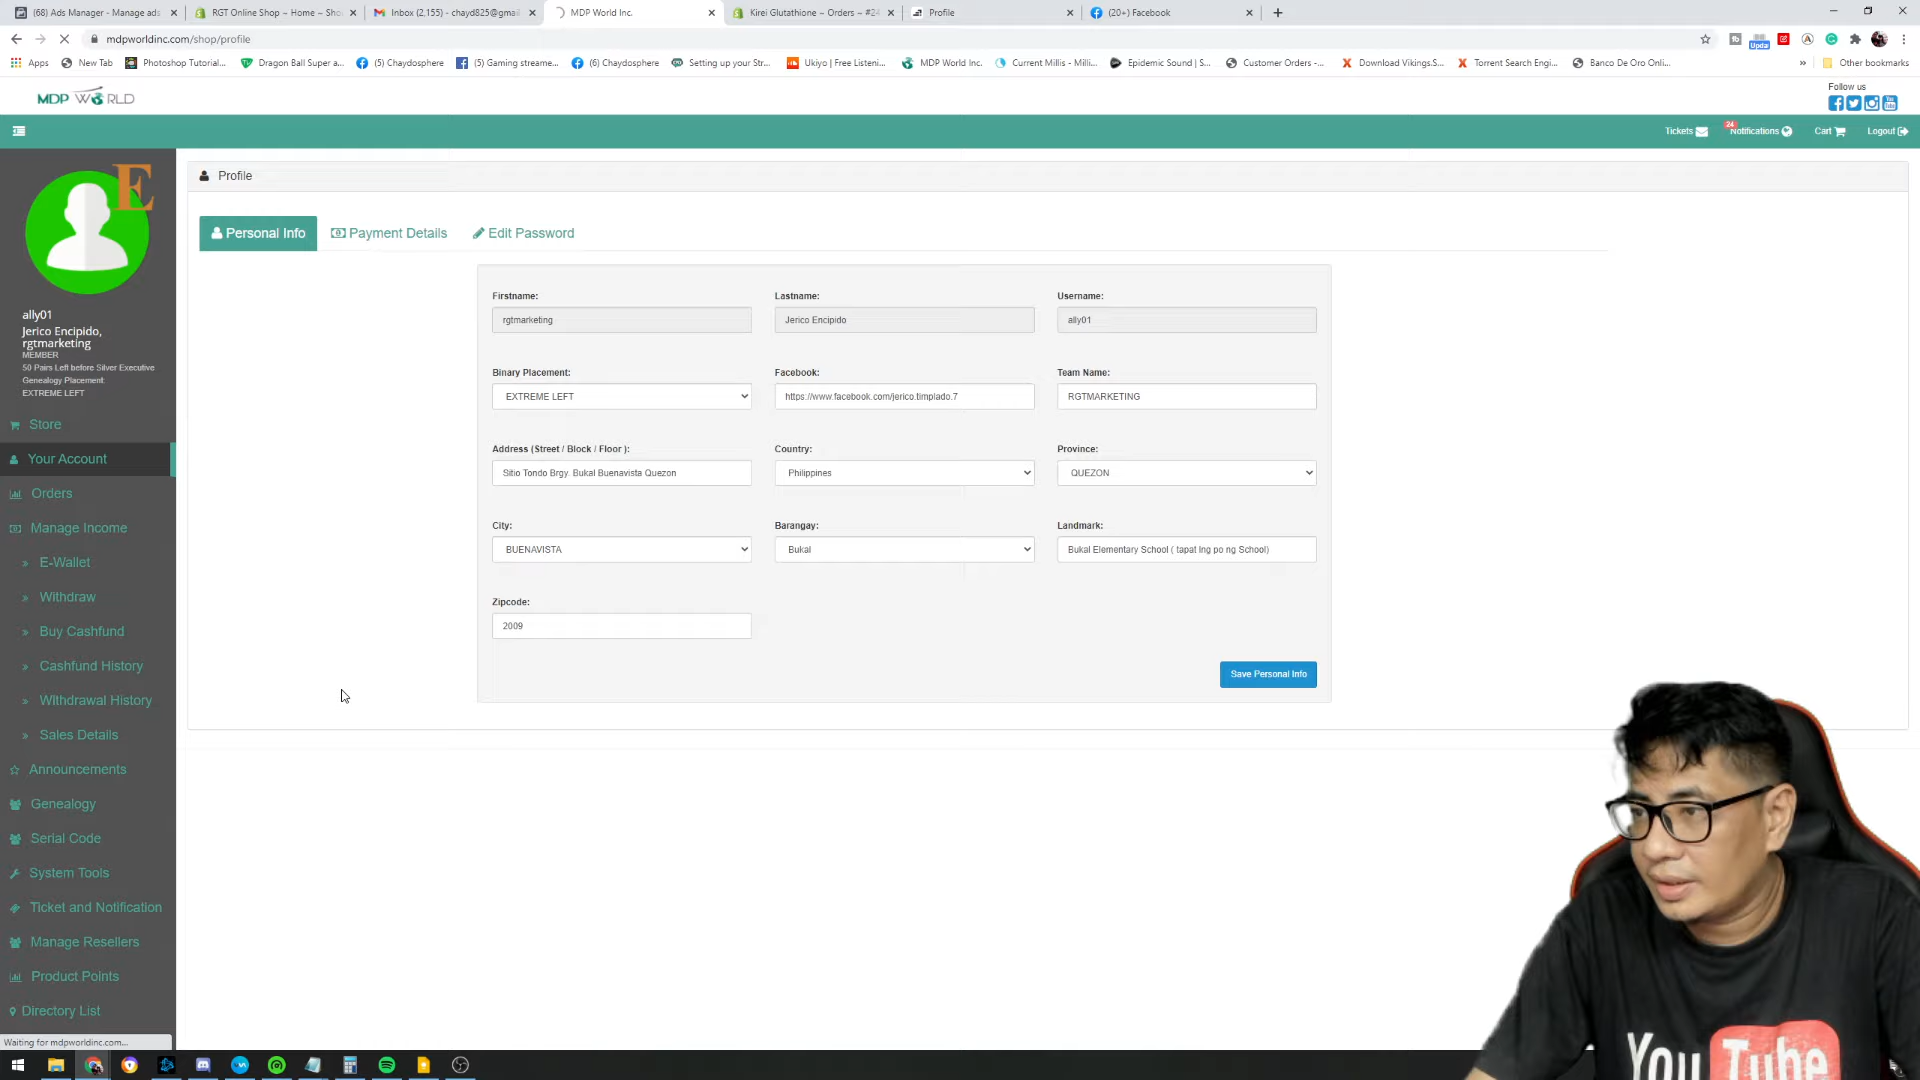 (68) Ads Manager - Manage ads
RGT Online Shop ~ Home ~ Sho
Inbox (2,155) - chayd825@gmai
MDP World Inc.
Kirei Glutathione ~ Orders ~ #24
Profile
(20+) Facebook
mdpworldinc.com/shop/profile
Apps
New Tab
Photoshop Tutorial...
Dragon Ball Super a...
(5) Chaydosphere
(5) Gaming streame...
(6) Chaydosphere
Setting up your Str...
Ukiyo | Free Listeni...
MDP World Inc.
Current Millis - Milli...
Epidemic Sound | S...
Customer Orders -...
Download Vikings.S...
Torrent Search Engi...
Banco De Oro Onli...
» Other bookmarks
MDP WORLD
Follow us
Tickets
24
Notifications
Cart
Logout
E
ally01
Jerico Encipido,
rgtmarketing
MEMBER
50 Pairs Left before Silver Executive
Genealogy Placement:
EXTREME LEFT
Store
Your Account
Orders
Manage Income
» E-Wallet
» Withdraw
» Buy Cashfund
» Cashfund History
» Withdrawal History
» Sales Details
Announcements
Genealogy
Serial Code
System Tools
Ticket and Notification
Manage Resellers
Product Points
Directory List
Waiting for mdpworldinc.com...
Profile
Personal Info
Payment Details
Edit Password
Firstname:
Lastname:
Username:
rgtmarketing
Jerico Encipido
ally01
Binary Placement:
Facebook:
Team Name:
EXTREME LEFT
https://www.facebook.com/jerico.timplado.7
RGTMARKETING
Address (Street / Block / Floor ):
Country:
Province:
Sitio Tondo Brgy. Bukal Buenavista Quezon
Philippines
QUEZON
City:
Barangay:
Landmark:
BUENAVISTA
Bukal
Bukal Elementary School ( tapat lng po ng School)
Zipcode:
2009
Save Personal Info
You Tube